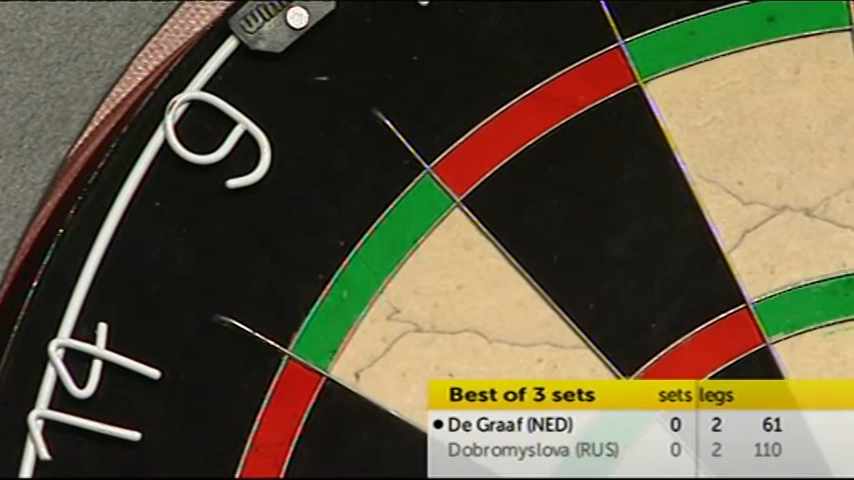 9
14
Best of 3 sets sets legs
De Graaf (NED) 0 2 61
Dobromyslova (RUS) 0 2 110